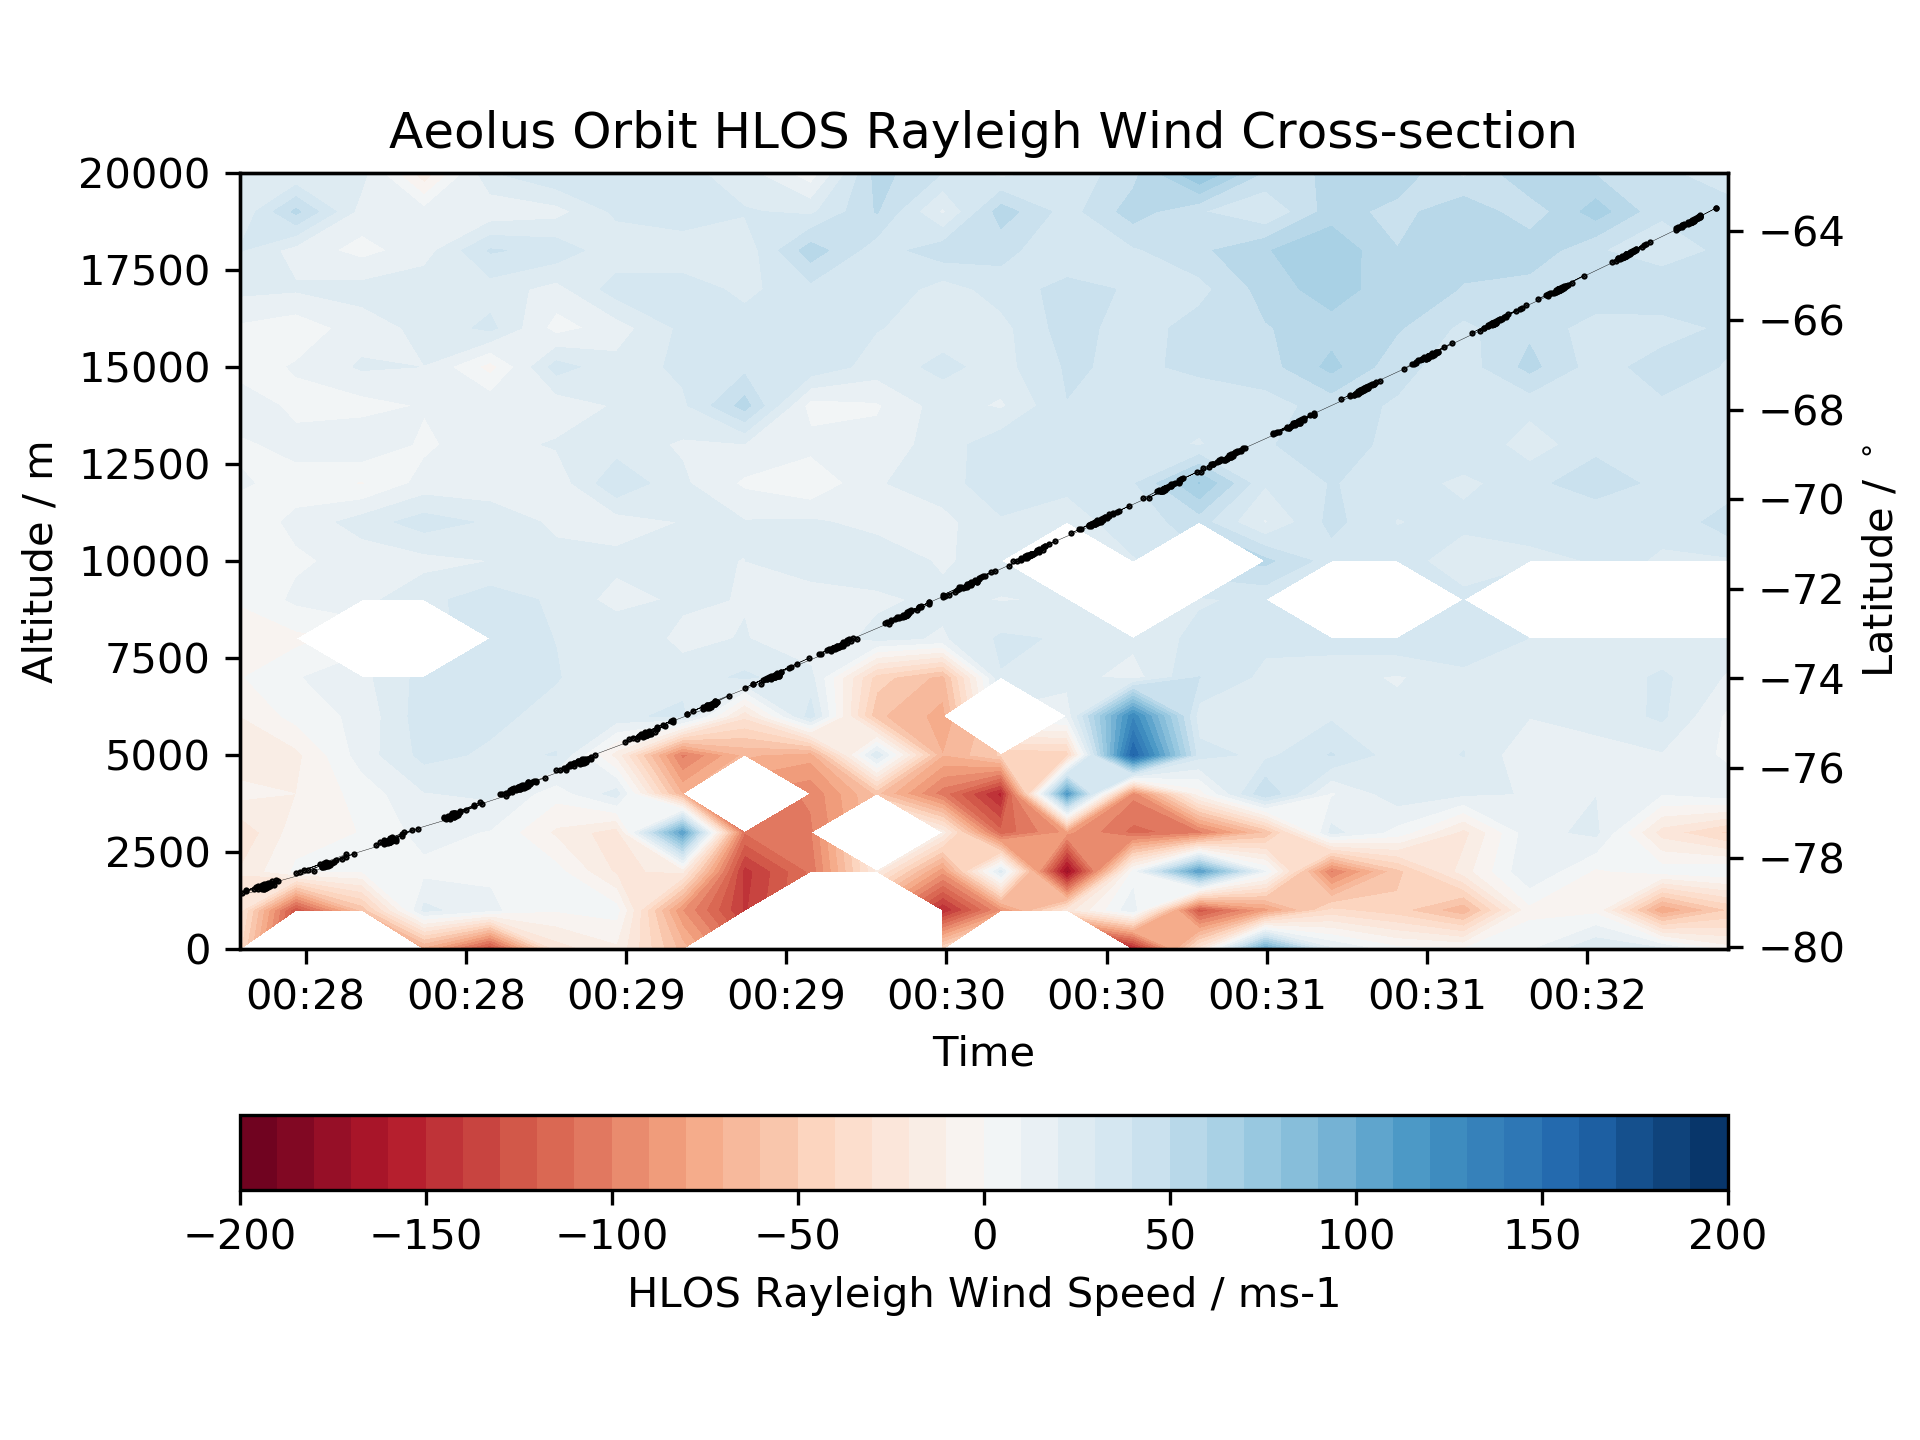 Aeolus Orbit HLOS Rayleigh Wind Cross-section
20000
17500
15000
12500
10000
7500
5000
2500
0
Altitude / m
−64
−66
−68
−70
−72
−74
−76
−78
−80
Latitude / °
00:28 00:28 00:29 00:29 00:30 00:30 00:31 00:31 00:32
Time
−200 −150 −100 −50 0 50 100 150 200
HLOS Rayleigh Wind Speed / ms-1